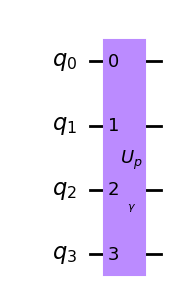 q₀ 0
q₁ 1
Uₚ
q₂ 2
γ
q₃ 3